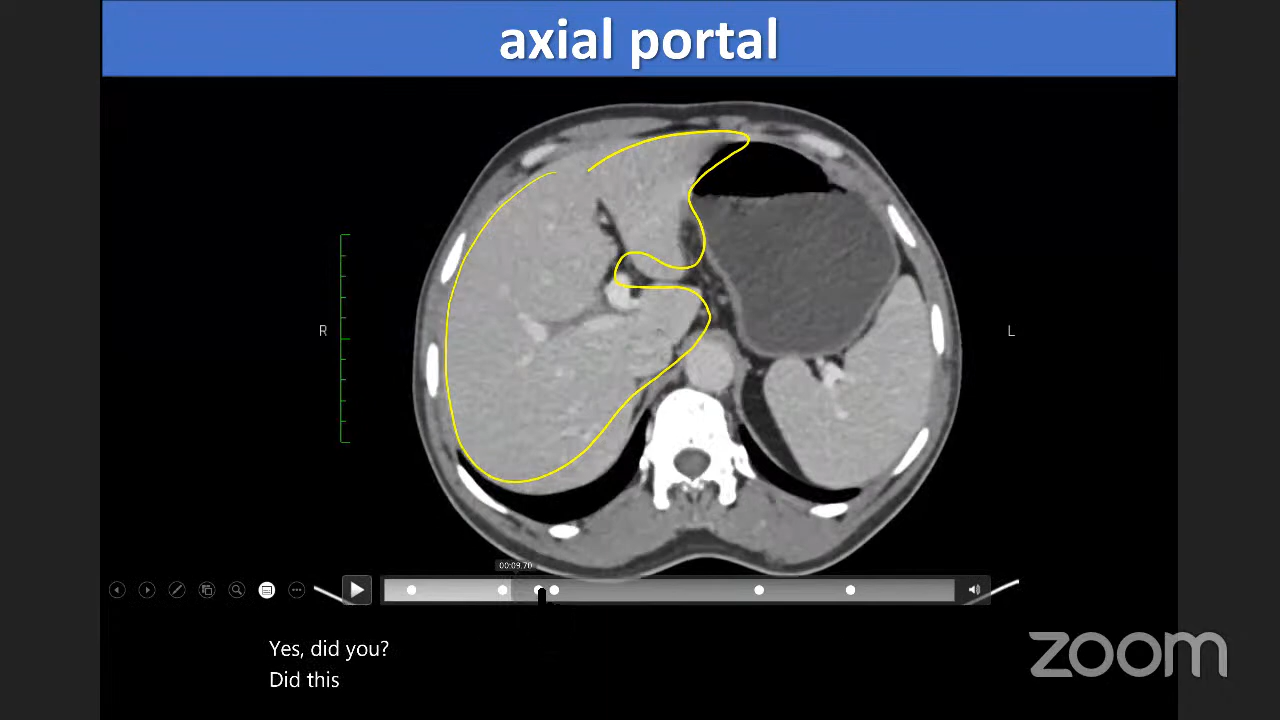 axial portal
R
L
00:09.70
Yes, did you?
Did this
zoom